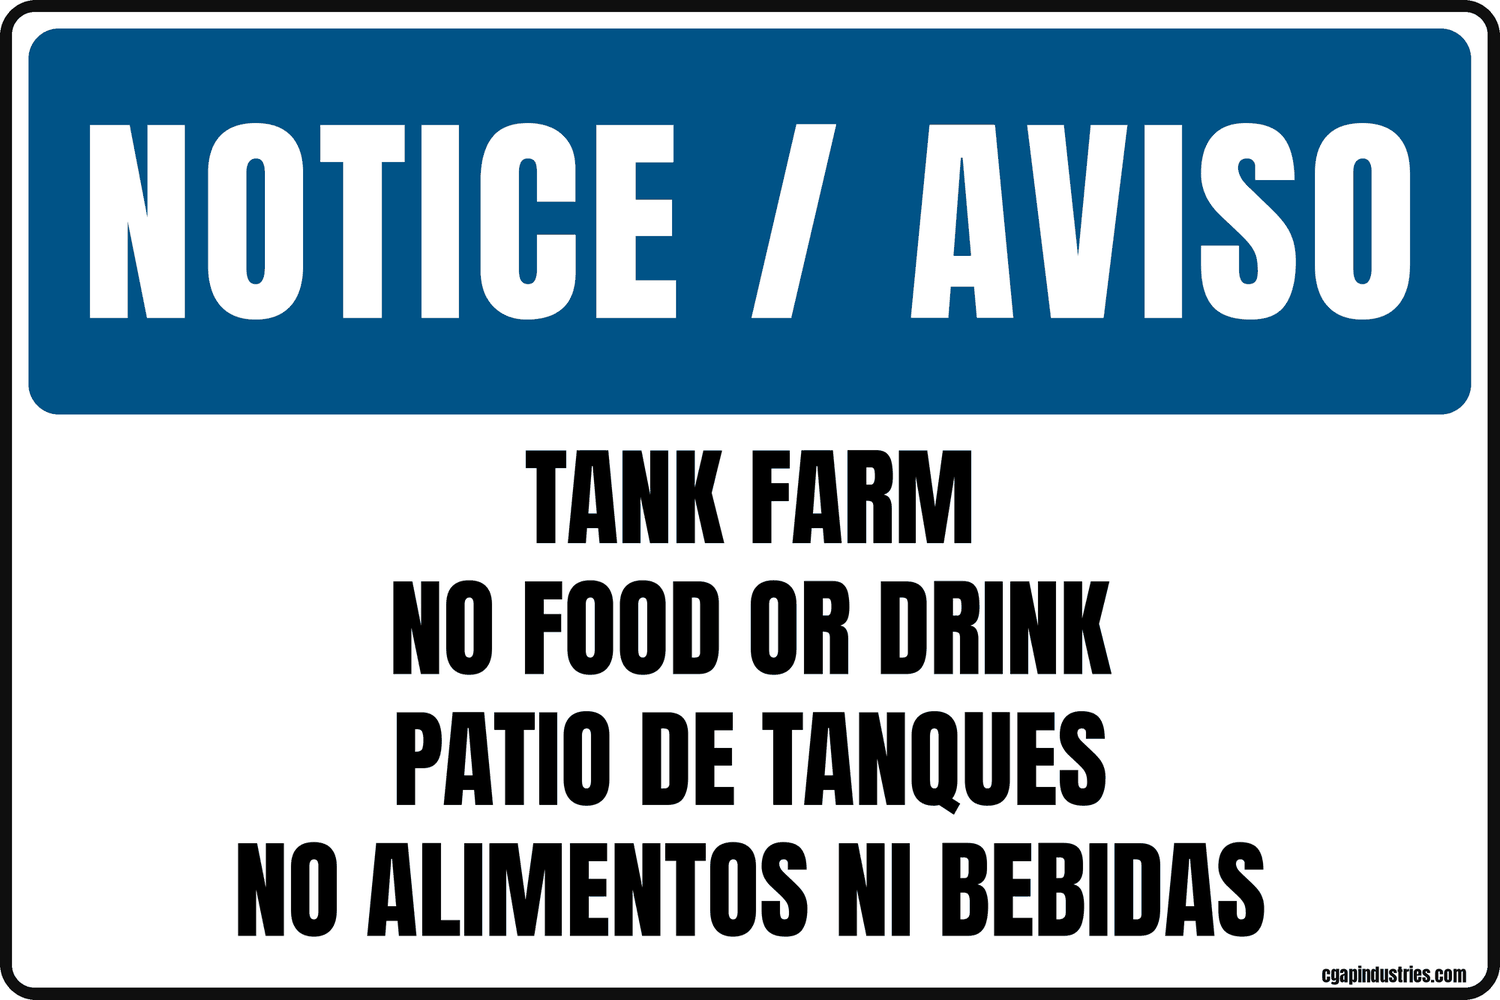 NOTICE / AVISO
TANK FARM
NO FOOD OR DRINK
PATIO DE TANQUES
NO ALIMENTOS NI BEBIDAS
cgapindustries.com